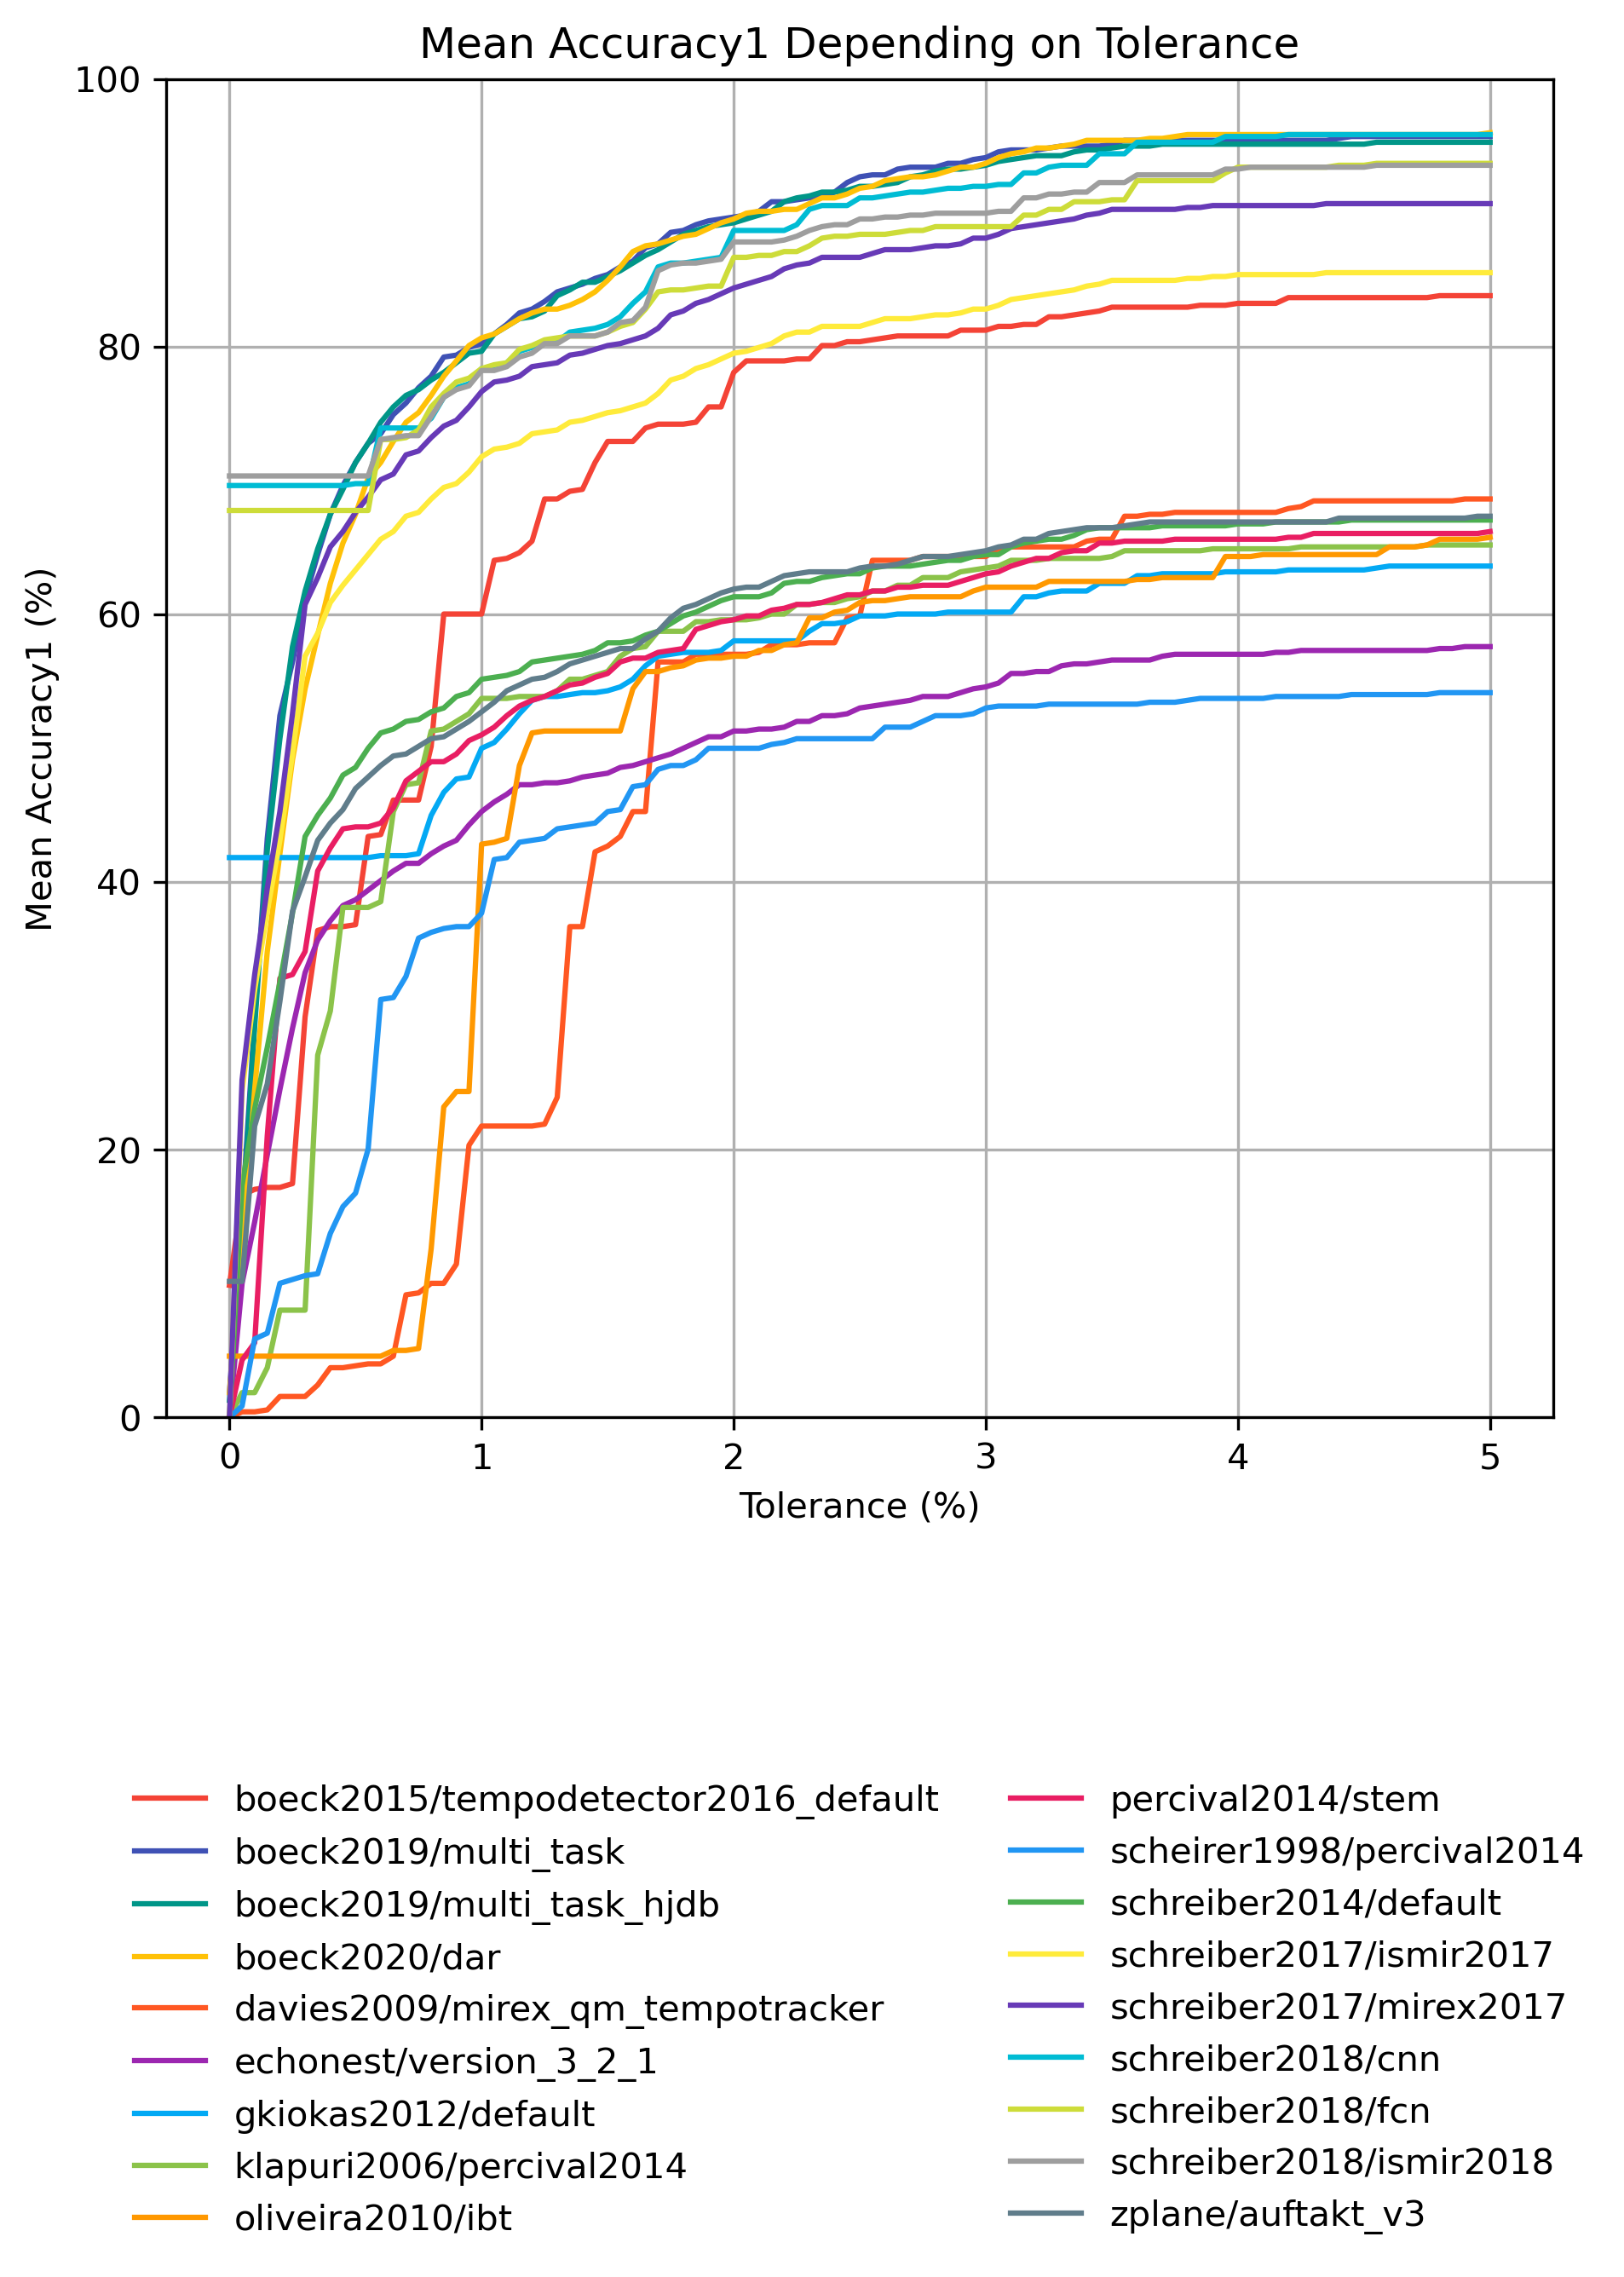 Mean Accuracy1 Depending on Tolerance
100
80
60
40
20
0
Mean Accuracy1 (%)
0 1 2 3 4 5
Tolerance (%)
boeck2015/tempodetector2016_default
boeck2019/multi_task
boeck2019/multi_task_hjdb
boeck2020/dar
davies2009/mirex_qm_tempotracker
echonest/version_3_2_1
gkiokas2012/default
klapuri2006/percival2014
oliveira2010/ibt
percival2014/stem
scheirer1998/percival2014
schreiber2014/default
schreiber2017/ismir2017
schreiber2017/mirex2017
schreiber2018/cnn
schreiber2018/fcn
schreiber2018/ismir2018
zplane/auftakt_v3